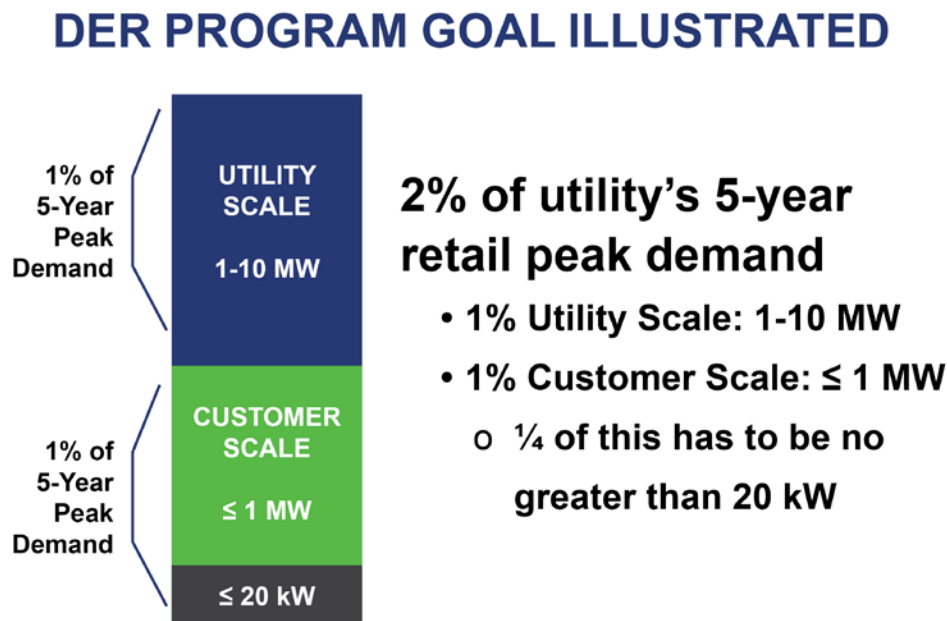 DER PROGRAM GOAL ILLUSTRATED
1% of
5-Year
Peak
Demand
UTILITY
SCALE
1-10 MW
1% of
5-Year
Peak
Demand
CUSTOMER
SCALE
≤ 1 MW
≤ 20 kW
2% of utility’s 5-year
retail peak demand
• 1% Utility Scale: 1-10 MW
• 1% Customer Scale: ≤ 1 MW
o ¼ of this has to be no
greater than 20 kW